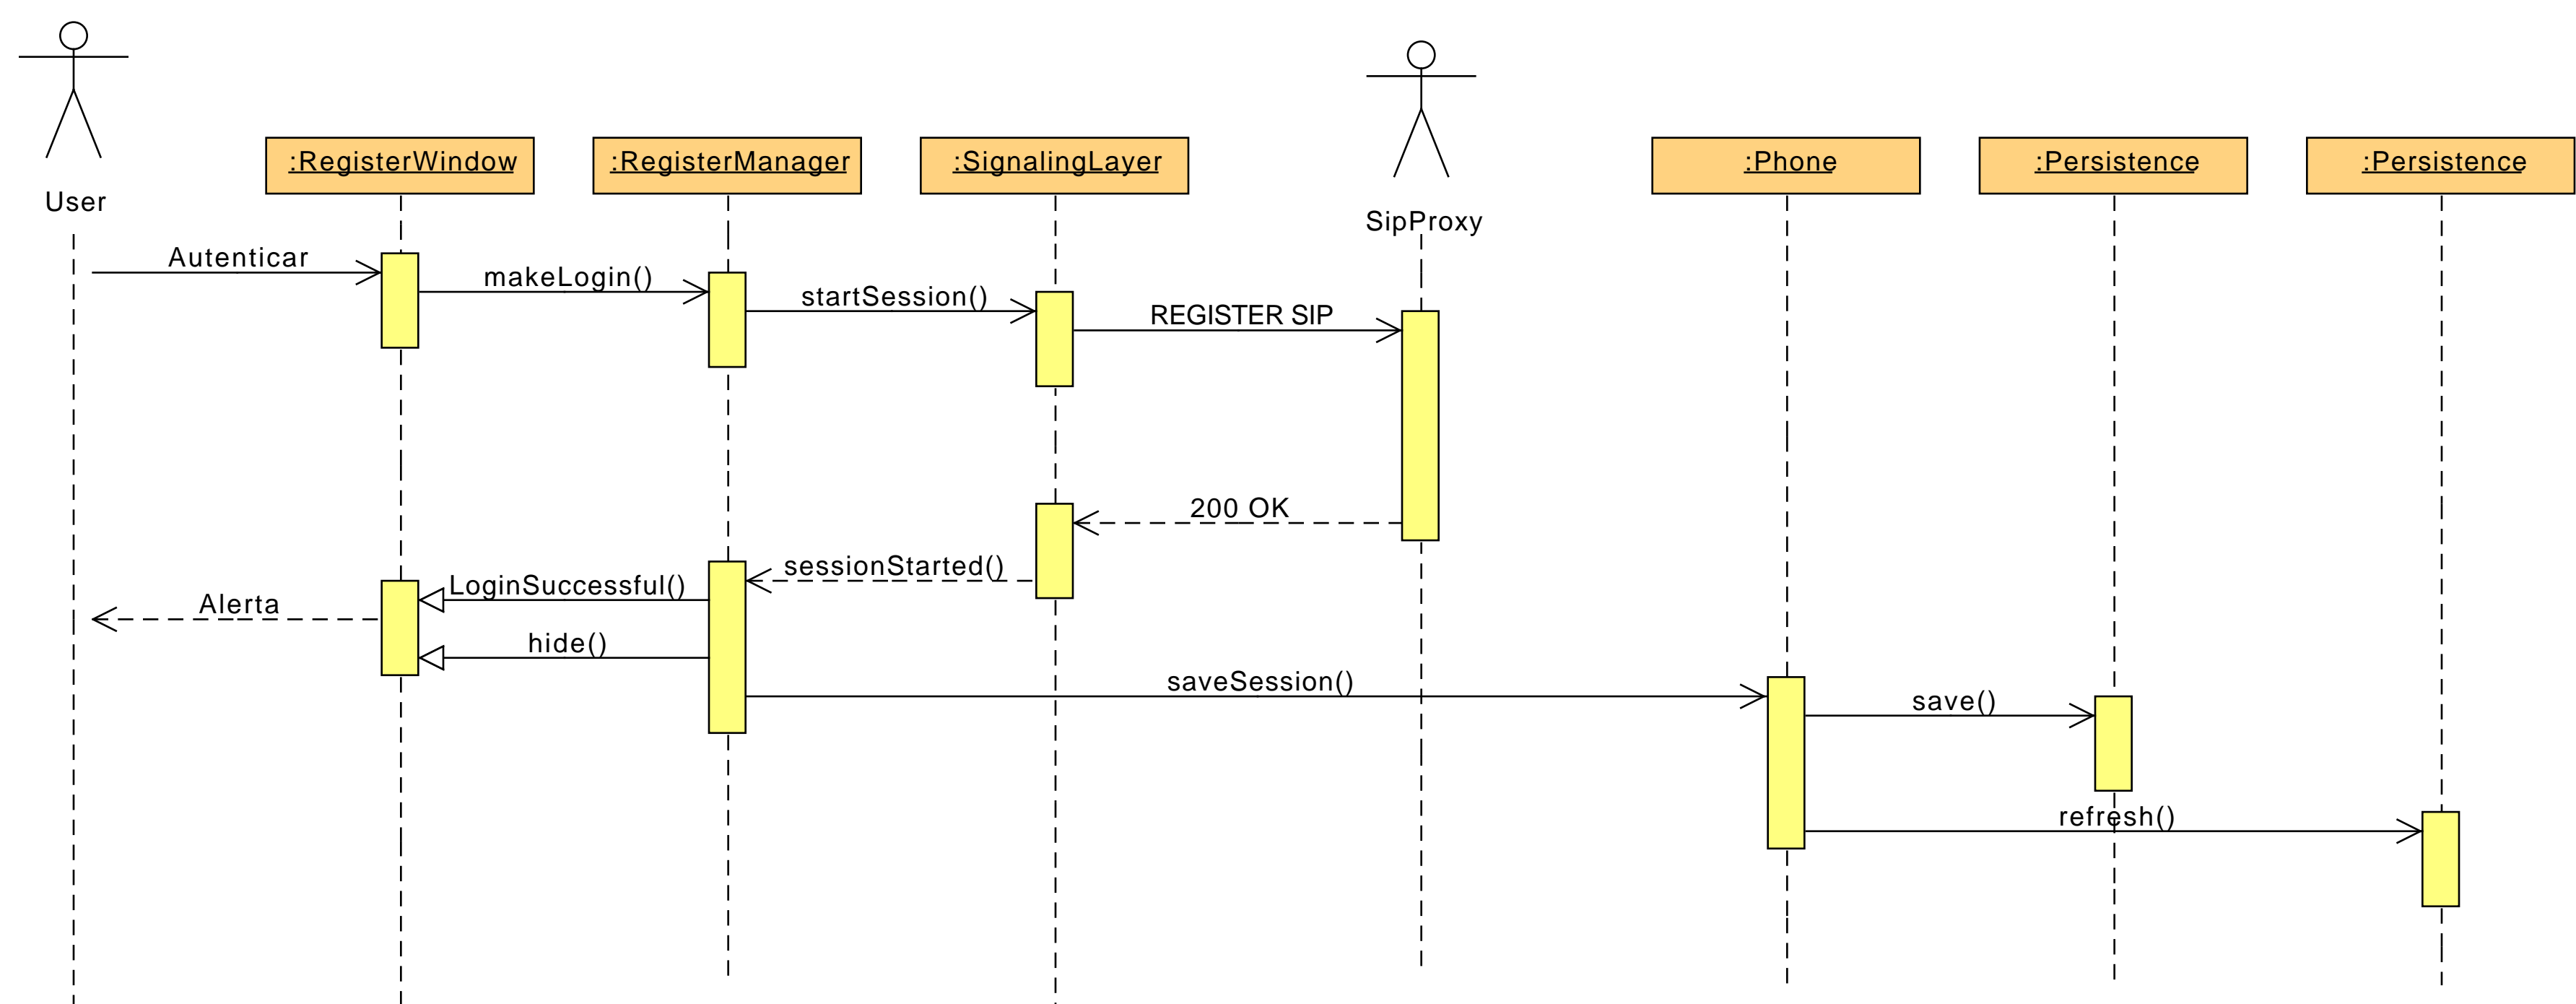 User
:RegisterWindow
:RegisterManager
:SignalingLayer
SipProxy
:Phone
:Persistence
:Persistence
Autenticar
makeLogin()
startSession()
REGISTER SIP
200 OK
sessionStarted()
LoginSuccessful()
Alerta
hide()
saveSession()
save()
refresh()